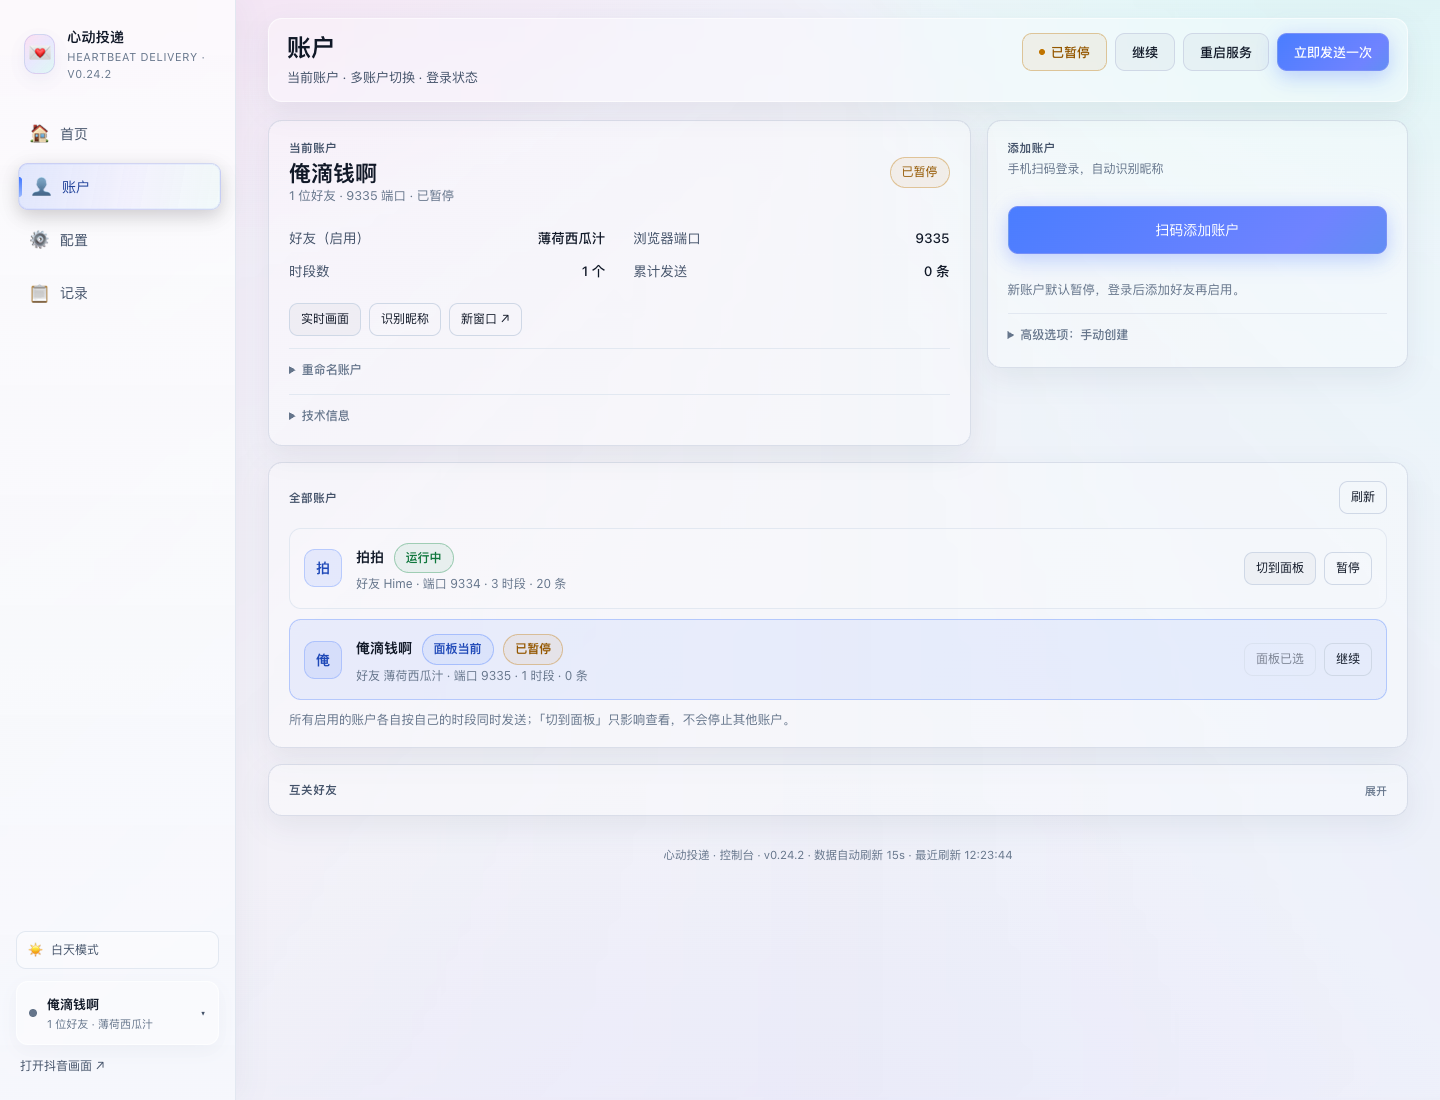 心动投递
HEARTBEAT DELIVERY ·
V0.24.2
首页
账户
配置
记录
白天模式
俺滴钱啊
1 位好友 · 薄荷西瓜汁
打开抖音画面 ↗
账户
当前账户 · 多账户切换 · 登录状态
已暂停
继续
重启服务
立即发送一次
当前账户
俺滴钱啊
1 位好友 · 9335 端口 · 已暂停
已暂停
好友（启用） 薄荷西瓜汁 浏览器端口 9335
时段数 1 个 累计发送 0 条
实时画面 识别昵称 新窗口 ↗
重命名账户
技术信息
添加账户
手机扫码登录，自动识别昵称
扫码添加账户
新账户默认暂停，登录后添加好友再启用。
高级选项：手动创建
全部账户
刷新
拍
拍拍 运行中
好友 Hime · 端口 9334 · 3 时段 · 20 条
切到面板 暂停
俺
俺滴钱啊 面板当前 已暂停
好友 薄荷西瓜汁 · 端口 9335 · 1 时段 · 0 条
面板已选 继续
所有启用的账户各自按自己的时段同时发送；「切到面板」只影响查看，不会停止其他账户。
互关好友
展开
心动投递 · 控制台 · v0.24.2 · 数据自动刷新 15s · 最近刷新 12:23:44